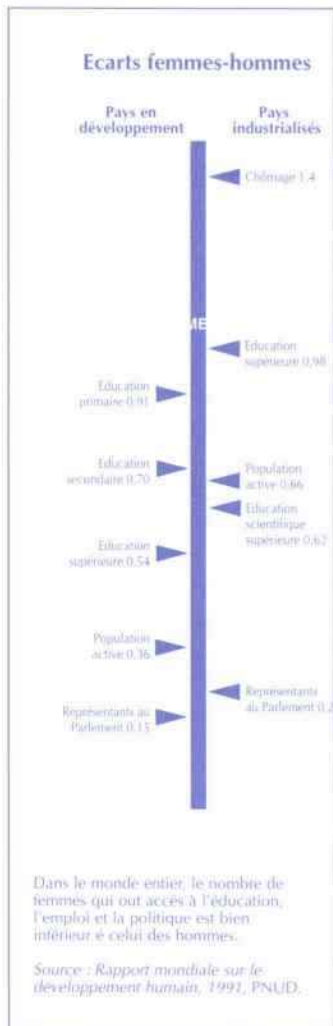 Ecarts femmes-hommes
Pays en
développement
Pays
industrialisés
Chômage 1.4
ME
Education
supérieure 0,98
Education
primaire 0.91
Education
secondaire 0.70
Population
active 0.66
Education
scientifique
supérieure 0.62
Education
supérieure 0.54
Population
active 0.36
Représentants
au Parlement 0.2
Représentants au
Parlement 0.15
Dans le monde entier, le nombre de
femmes qui out accès à l'éducation,
l'emploi et la politique est bien
intérieur é celui des hommes.
Source : Rapport mondiale sur le
développement humain, 1991, PNUD.